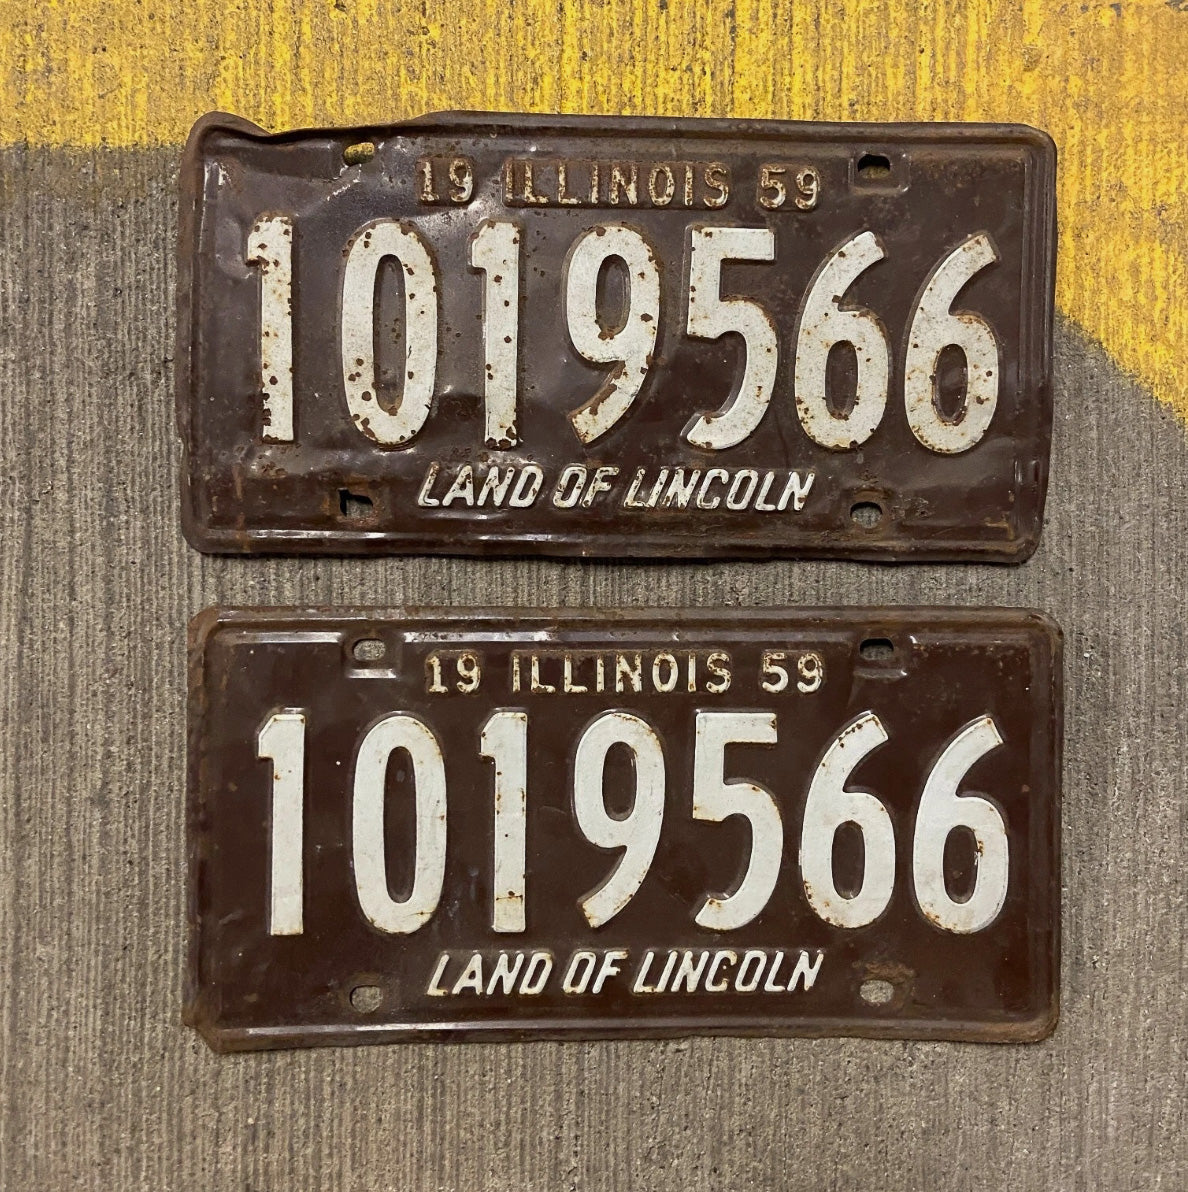 19 ILLINOIS 59
1019566
LAND OF LINCOLN
19 ILLINOIS 59
1019566
LAND OF LINCOLN